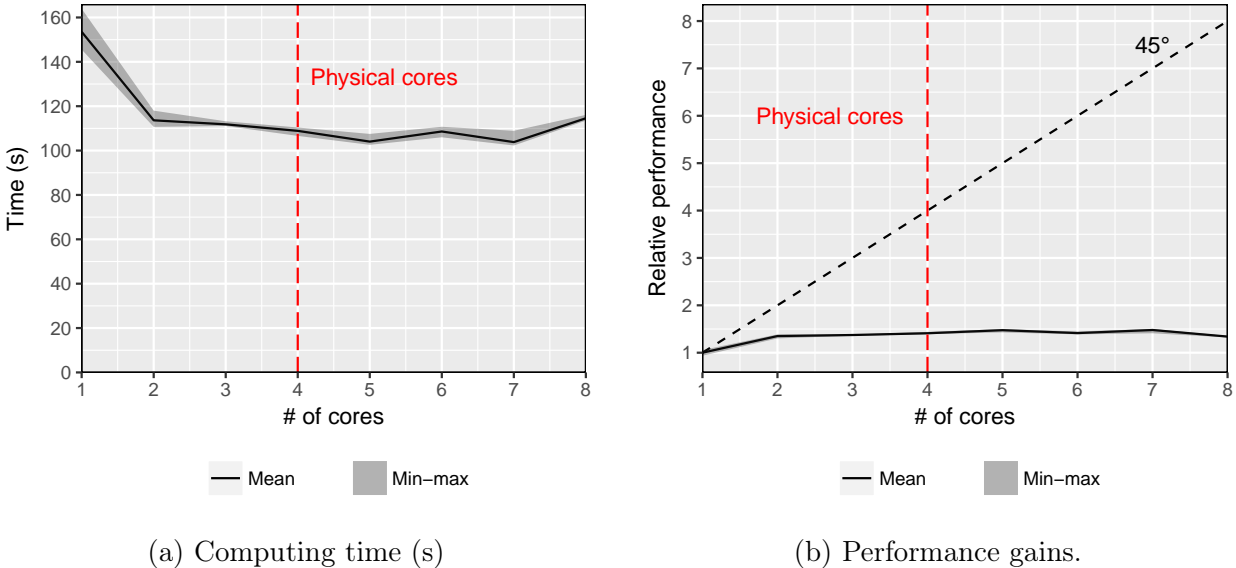 160
140
120
100
80
60
40
20
0
Time (s)
Physical cores
1 2 3 4 5 6 7 8
# of cores
Mean Min−max
(a) Computing time (s)
8
7
6
5
4
3
2
1
Relative performance
45°
Physical cores
1 2 3 4 5 6 7 8
# of cores
Mean Min−max
(b) Performance gains.